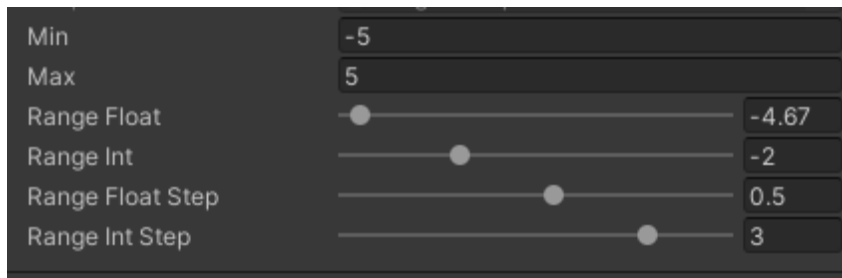 Min -5
Max 5
Range Float -4.67
Range Int -2
Range Float Step 0.5
Range Int Step 3